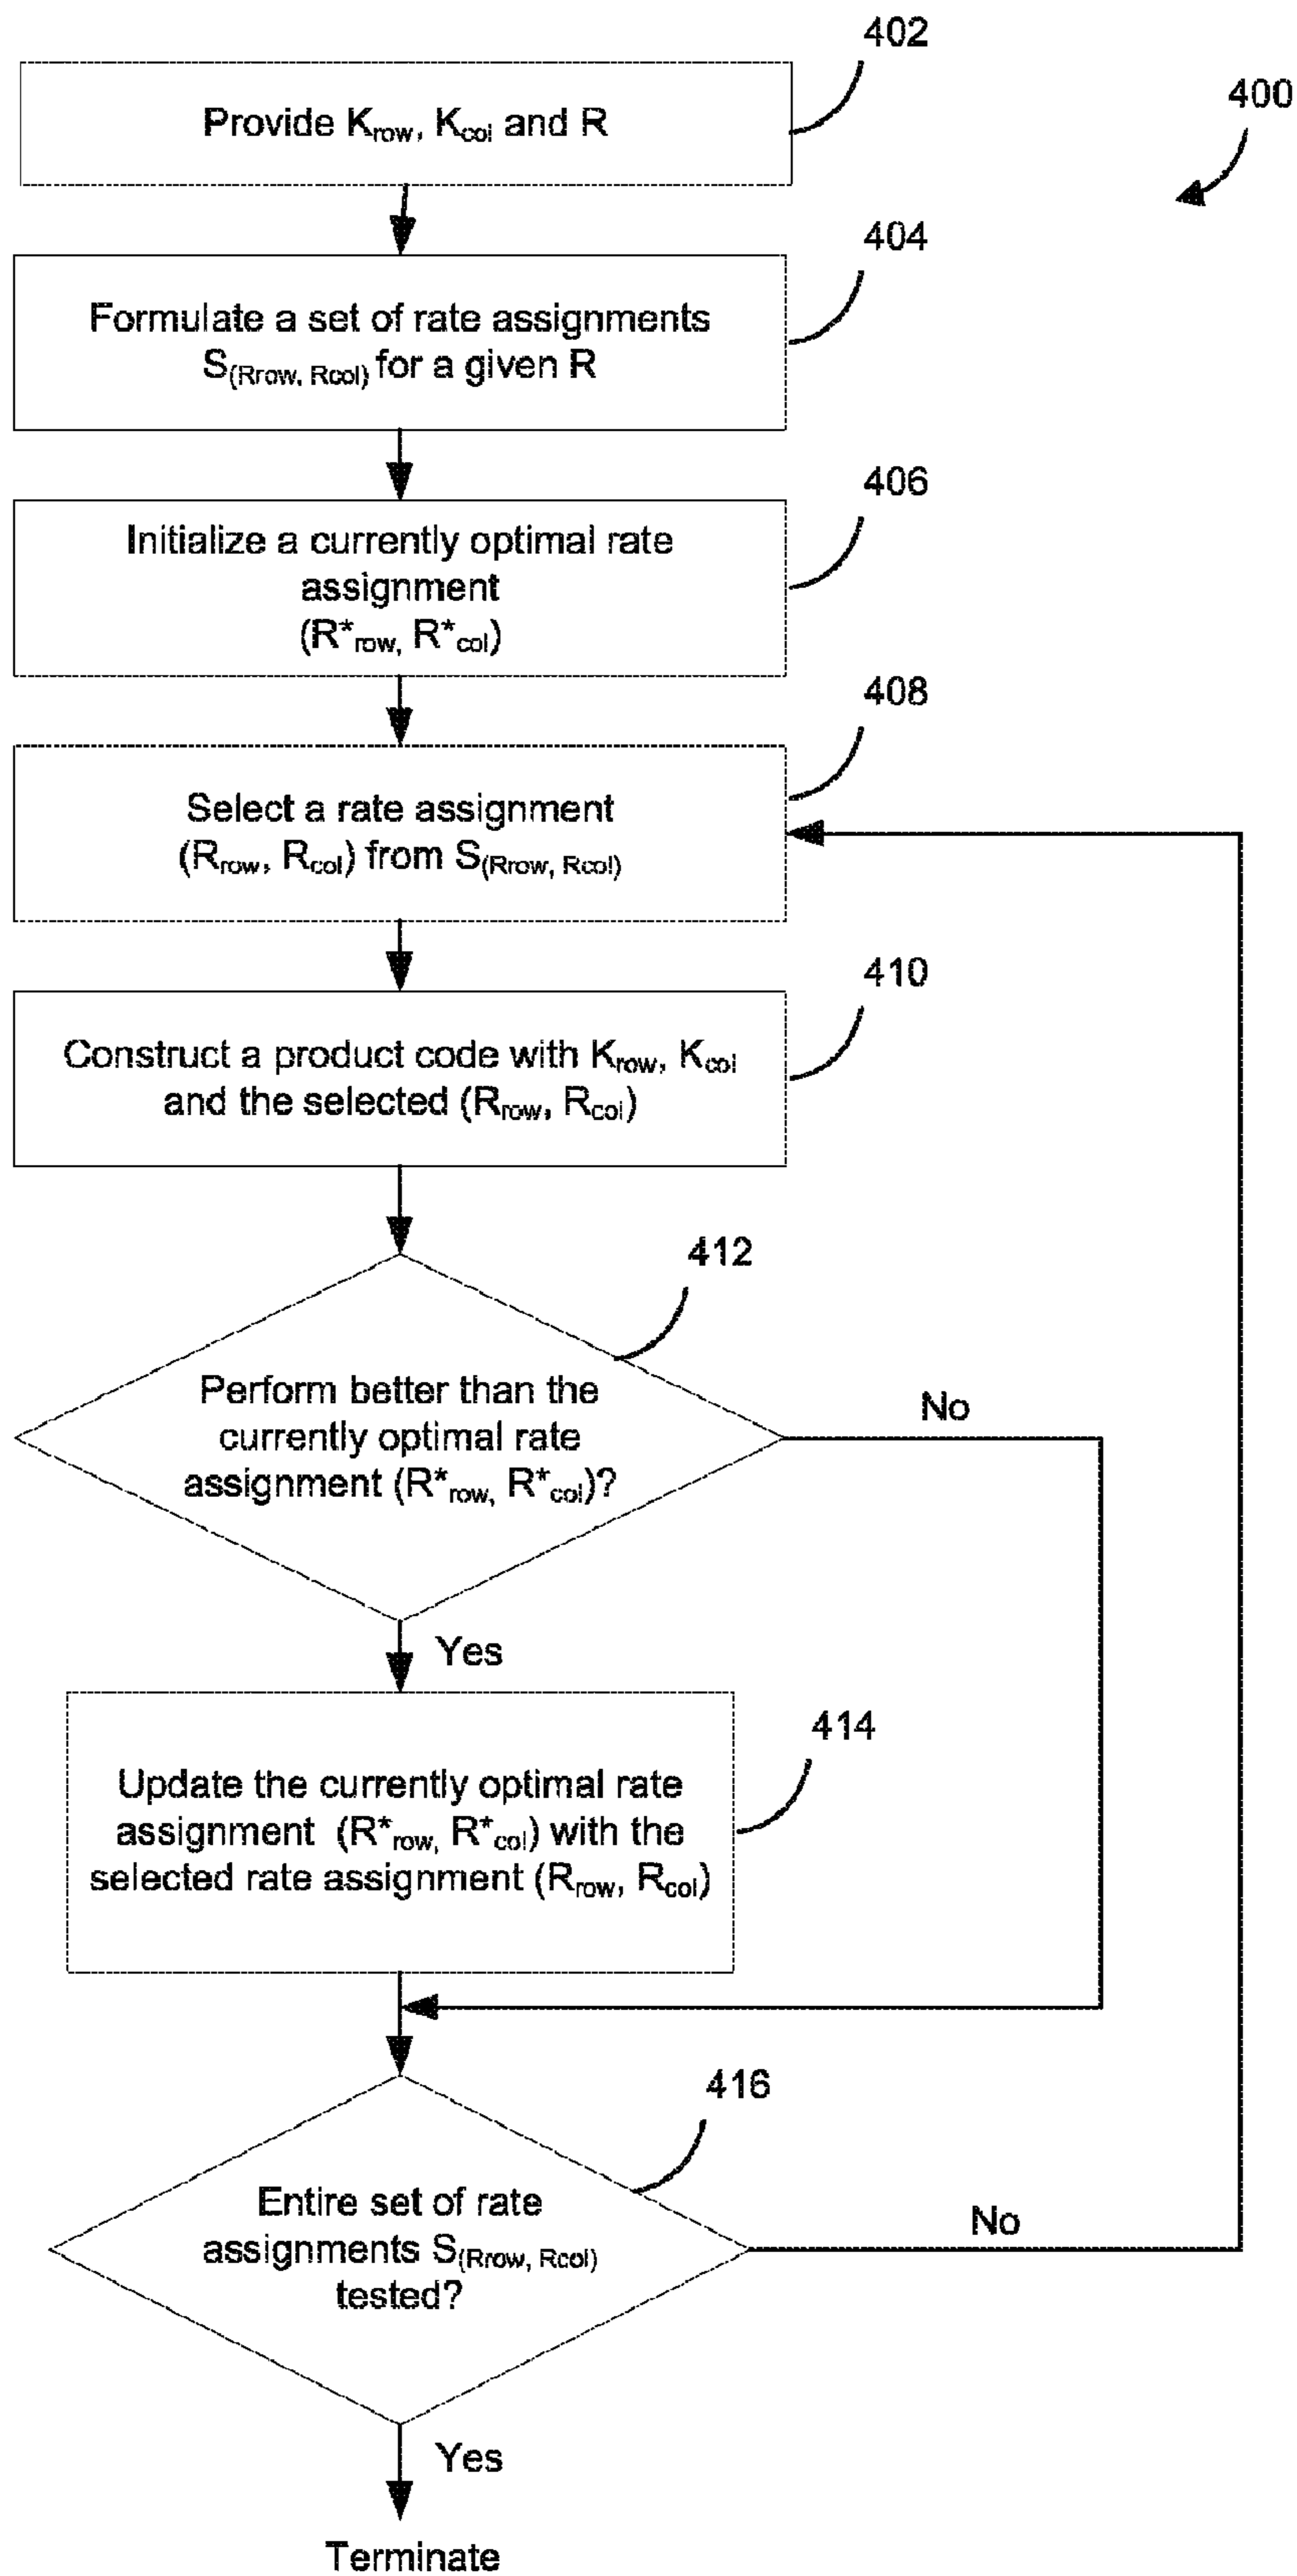 402
400
Provide Krow, Kcol and R
404
Formulate a set of rate assignments
S(Rrow, Rcol) for a given R
406
Initialize a currently optimal rate
assignment
(R*row, R*col)
408
Select a rate assignment
(Rrow, Rcol) from S(Rrow, Rcol)
410
Construct a product code with Krow, Kcol
and the selected (Rrow, Rcol)
412
Perform better than the
currently optimal rate
assignment (R*row, R*col)?
No
Yes
414
Update the currently optimal rate
assignment (R*row, R*col) with the
selected rate assignment (Rrow, Rcol)
416
Entire set of rate
assignments S(Rrow, Rcol)
tested?
No
Yes
Terminate